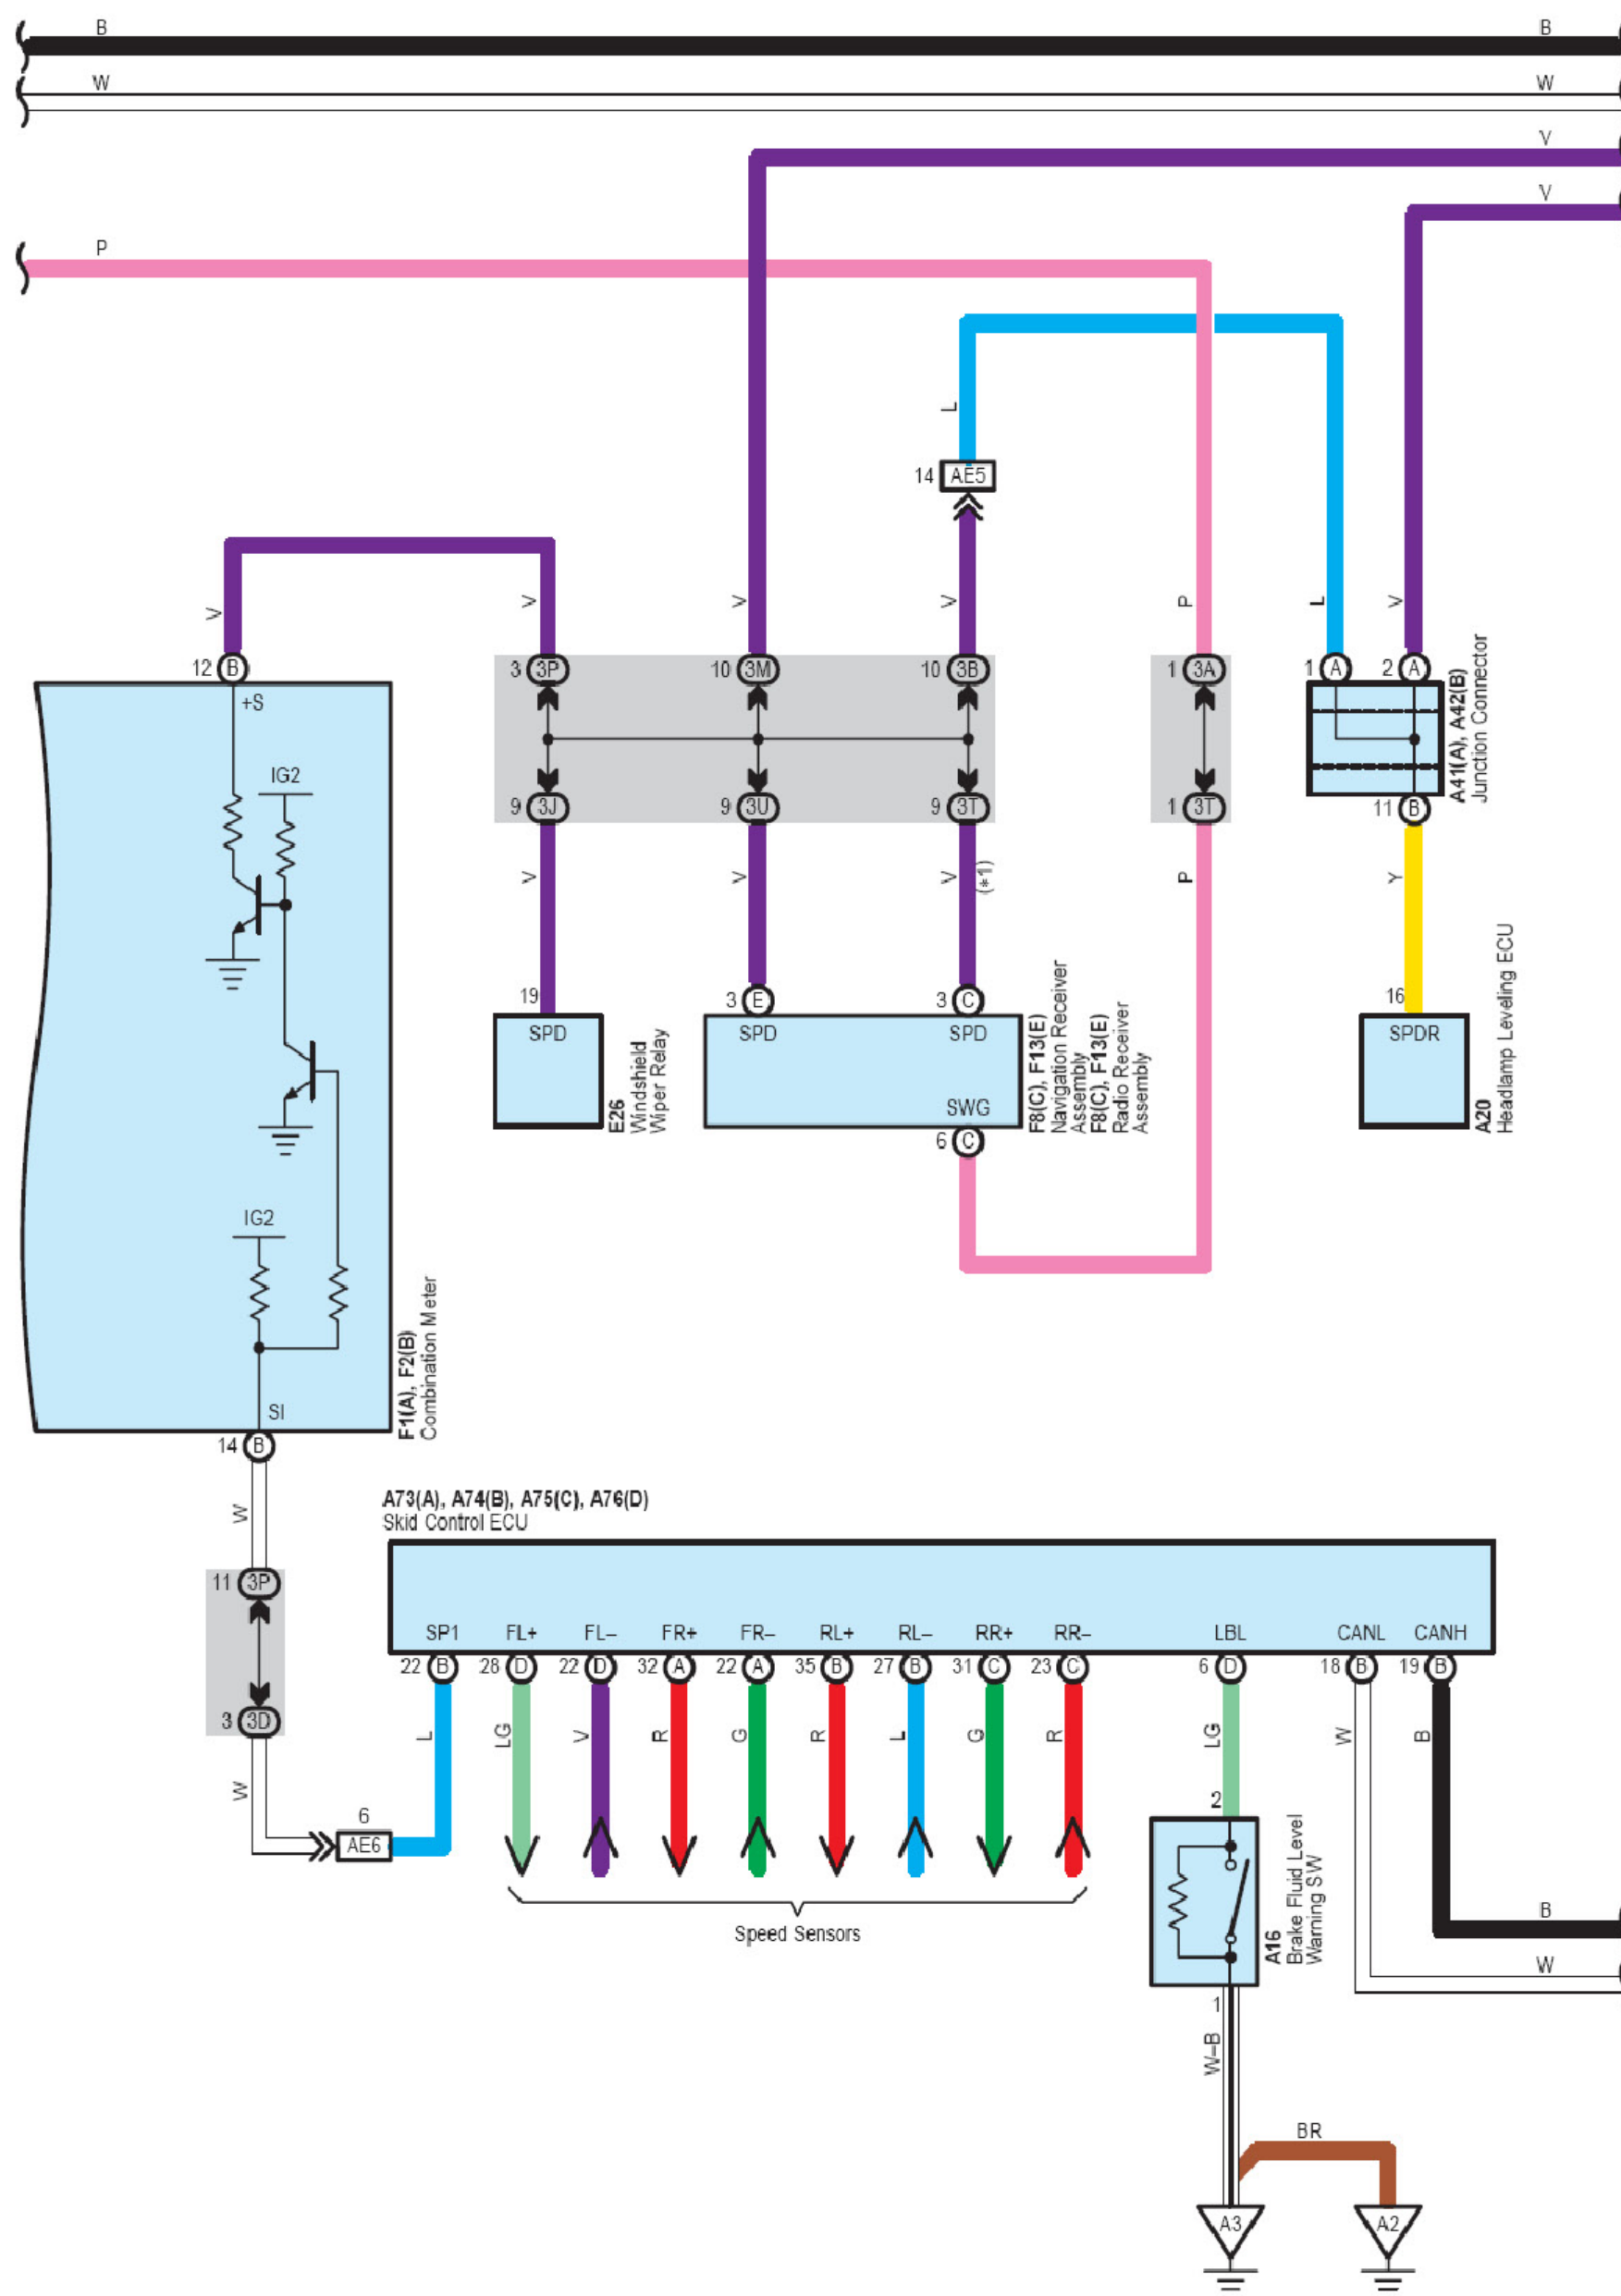 B B
W W
V
V
P
L
14 AE5
V V V V P L V
12 B 3 3P 10 3M 10 3B 1 3A 1 A 2 A
+S
A41(A), A42(B)
Junction Connector
IG2
9 3J 9 3U 9 3T 1 3T 11 B
V V V (*1) P Y
19 3 E 3 C 16
SPD SPD SPD SPDR
E26
Windshield
Wiper Relay
SWG
F8(C), F13(E)
Navigation Receiver
Assembly
F8(C), F13(E)
Radio Receiver
Assembly
A20
Headlamp Leveling ECU
6 C
IG2
SI
F1(A), F2(B)
Combination Meter
14 B
W
A73(A), A74(B), A75(C), A76(D)
Skid Control ECU
11 3P
SP1 FL+ FL– FR+ FR– RL+ RL– RR+ RR– LBL CANL CANH
22 B 28 D 22 D 32 A 22 A 35 B 27 B 31 C 23 C 6 D 18 B 19 B
3 3D
L LG V R G R L G R LG W B
W
6
AE6
2
A16
Brake Fluid Level
Warning SW
Speed Sensors
B
W
1
W–B
BR
A3 A2